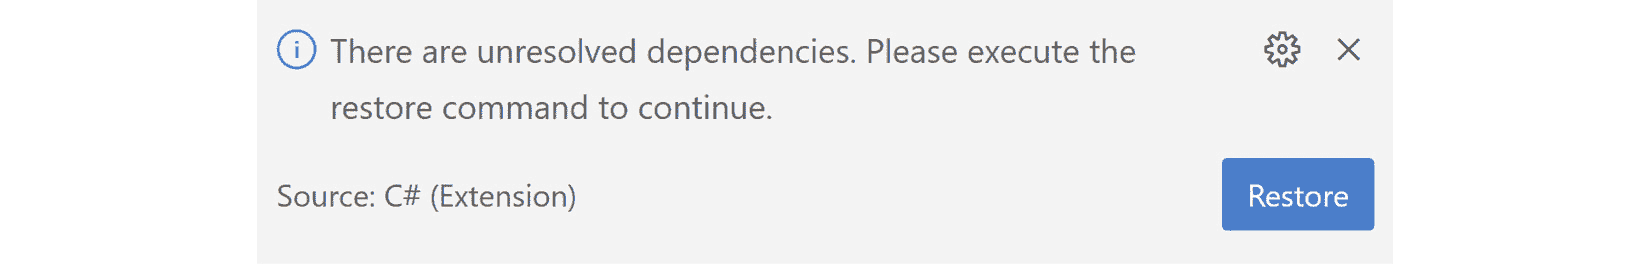 There are unresolved dependencies. Please execute the
restore command to continue.
Source: C# (Extension)
Restore